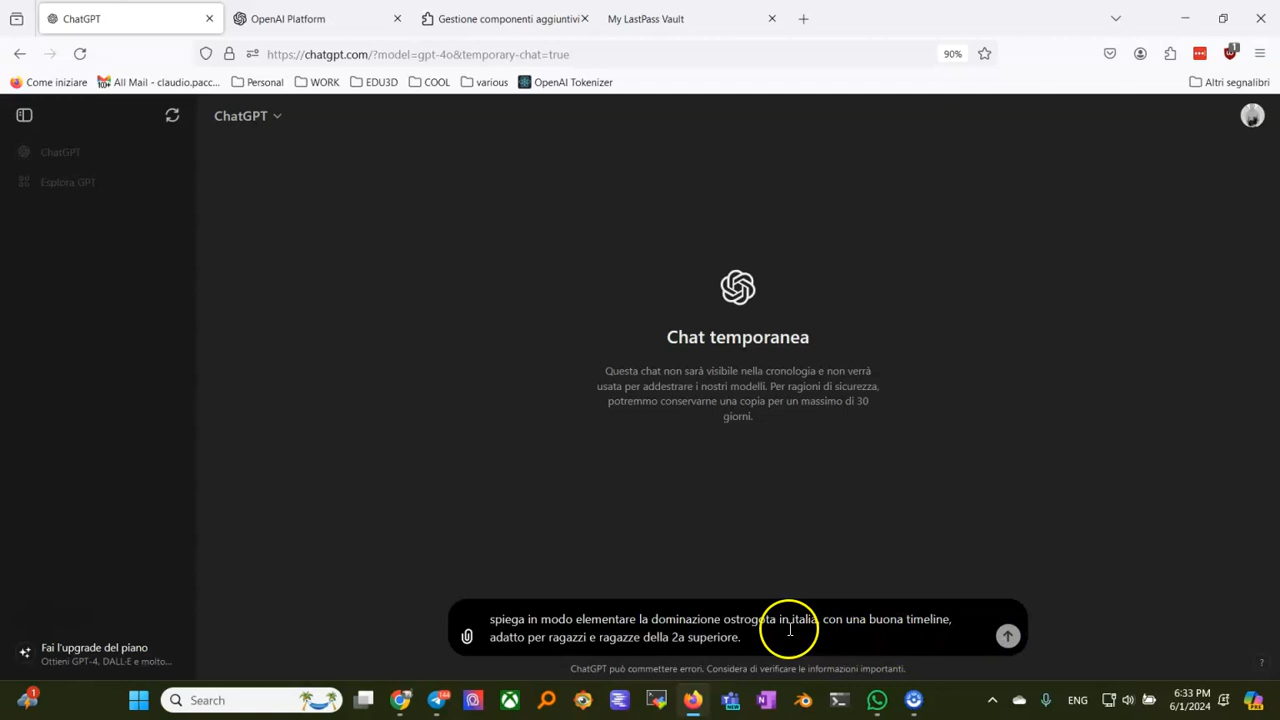 ChatGPT
OpenAI Platform
Gestione componenti aggiuntivi
My LastPass Vault
https://chatgpt.com/?model=gpt-4o&temporary-chat=true
90%
1
Come iniziare
All Mail - claudio.pacc...
Personal
WORK
EDU3D
COOL
various
OpenAI Tokenizer
Altri segnalibri
ChatGPT
ChatGPT
Esplora GPT
Chat temporanea
Questa chat non sarà visibile nella cronologia e non verrà
usata per addestrare i nostri modelli. Per ragioni di sicurezza,
potremmo conservarne una copia per un massimo di 30
giorni.
spiega in modo elementare la dominazione ostrogota in italia, con una buona timeline,
adatto per ragazzi e ragazze della 2a superiore.
Fai l'upgrade del piano
Ottieni GPT-4, DALL·E e molto...
ChatGPT può commettere errori. Considera di verificare le informazioni importanti.
?
1
Search
ENG
6:33 PM
6/1/2024